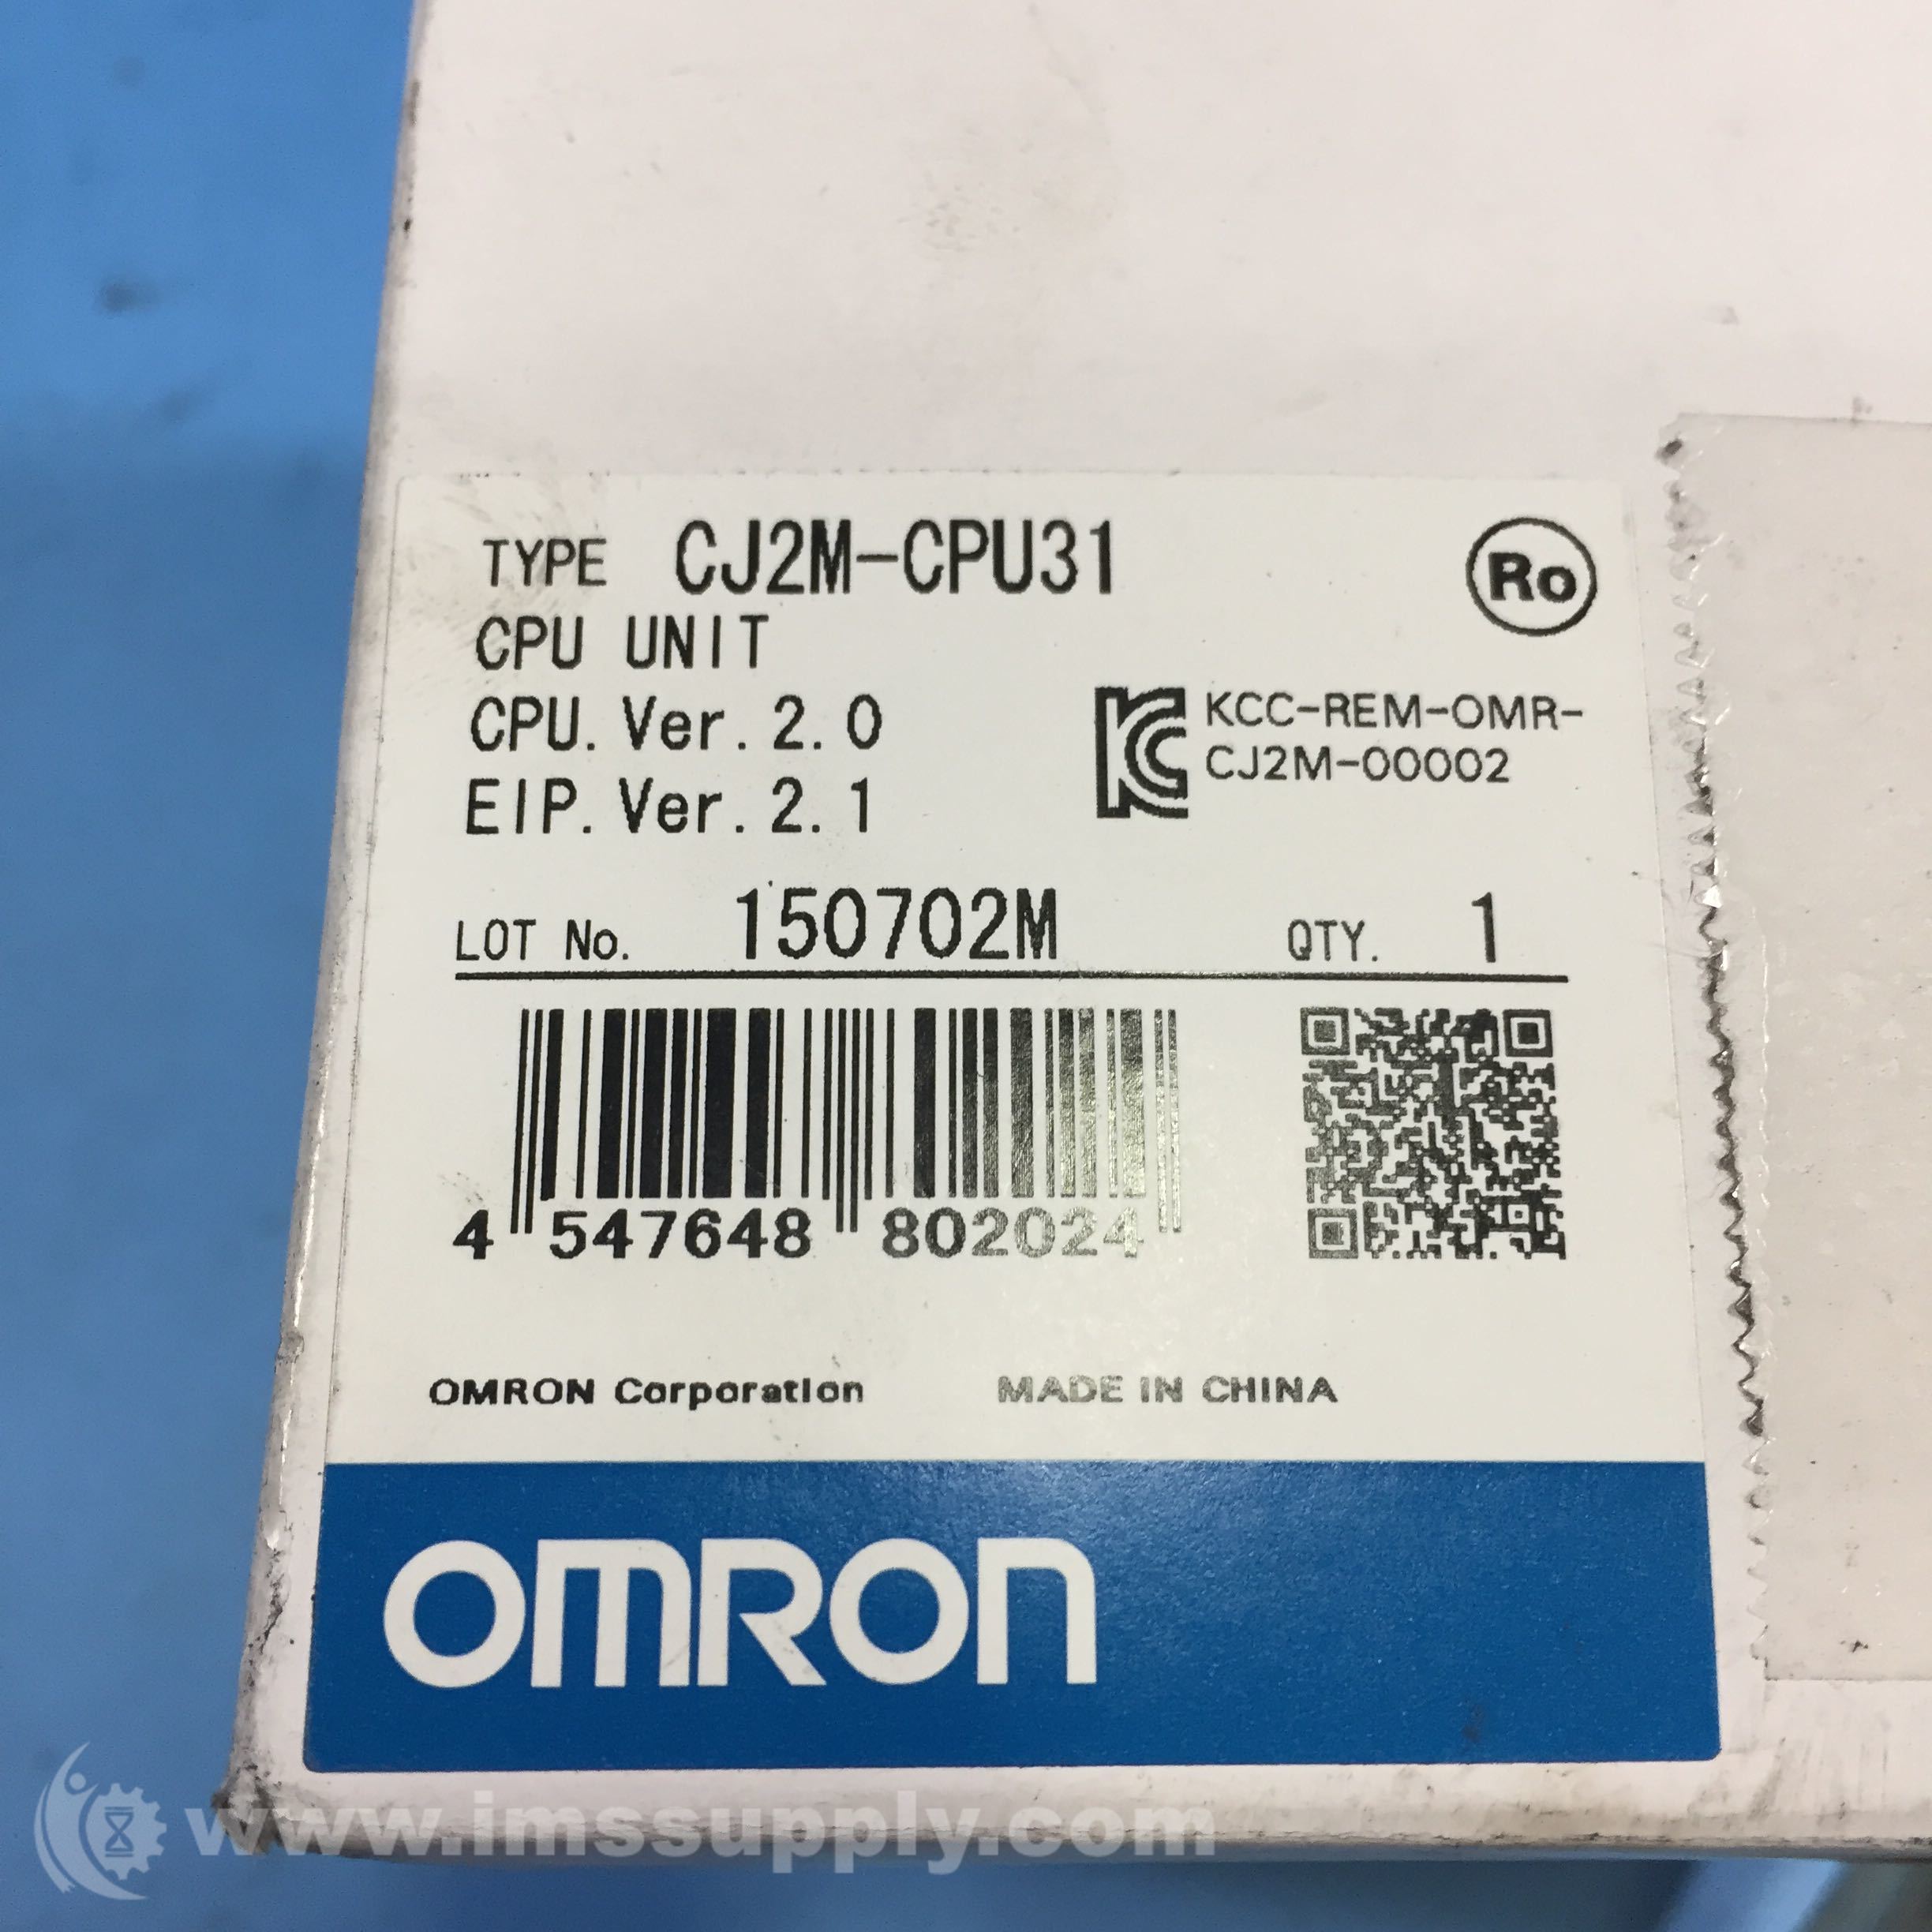 TYPE CJ2M-CPU31
Ro
CPU UNIT
CPU. Ver. 2. 0
KCC-REM-OMR-
CJ2M-00002
EIP. Ver. 2. 1
LOT No. 150702M QTY. 1
4 547648 802024
OMRON Corporation MADE IN CHINA
OMRON
www.imssupply.com